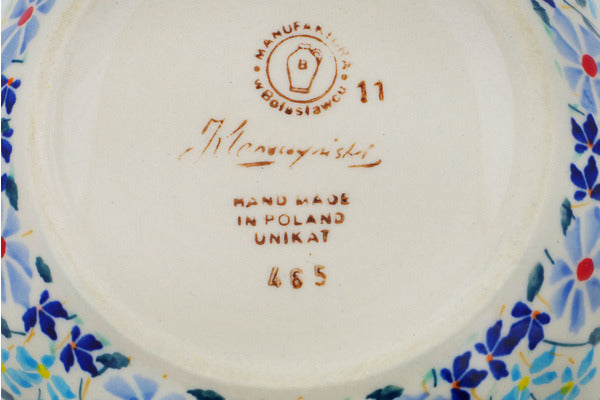 MANUFAKTURA
B
w Bolesławcu
11
HAND MADE
IN POLAND
UNIKAT
465